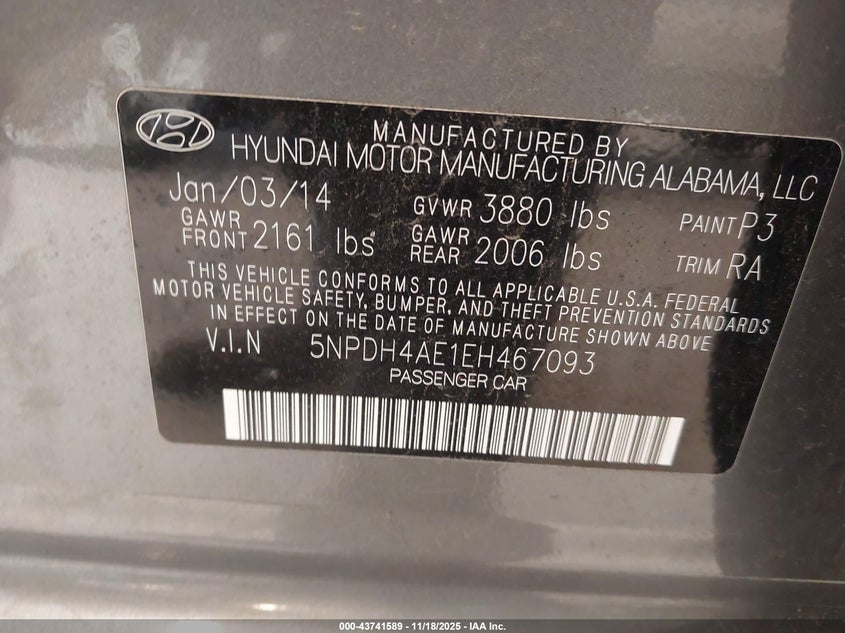 MANUFACTURED BY
HYUNDAI MOTOR MANUFACTURING ALABAMA, LLC
Jan/03/14 GVWR 3880 lbs PAINT P3
GAWR FRONT 2161 lbs GAWR REAR 2006 lbs TRIM RA
THIS VEHICLE CONFORMS TO ALL APPLICABLE U.S.A. FEDERAL
MOTOR VEHICLE SAFETY, BUMPER, AND THEFT PREVENTION STANDARDS
IN EFFECT ON THE DATE OF MANUFACTURE SHOWN ABOVE
V.I.N 5NPDH4AE1EH467093
PASSENGER CAR
000-43741589 - 11/18/2025 - IAA Inc.